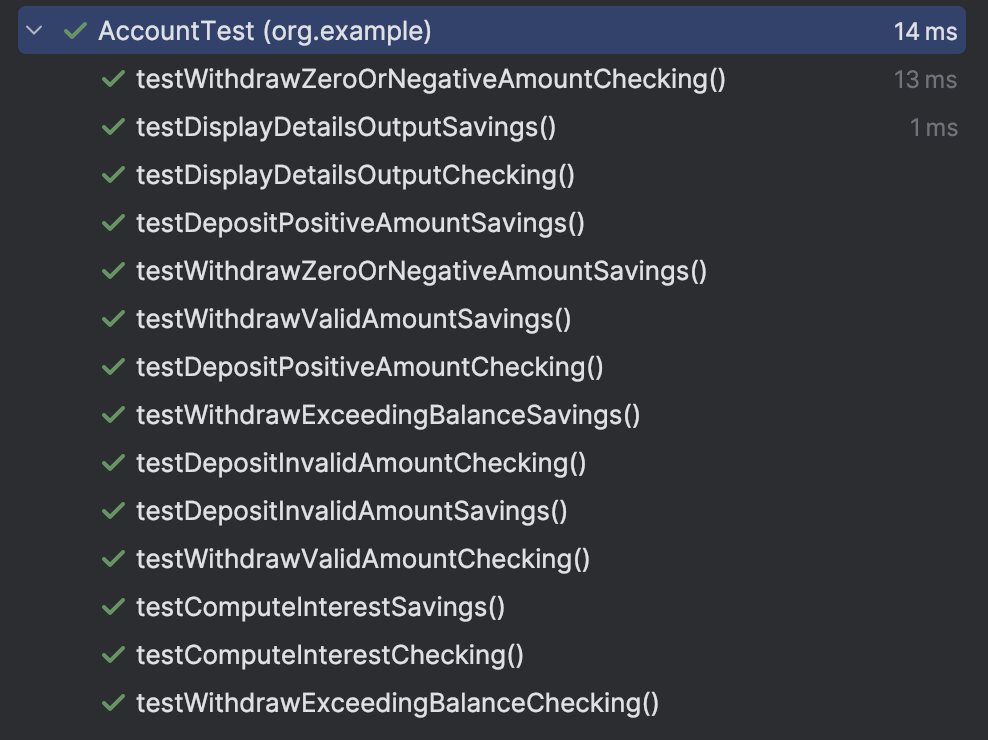 AccountTest (org.example) 14 ms
testWithdrawZeroOrNegativeAmountChecking() 13 ms
testDisplayDetailsOutputSavings() 1 ms
testDisplayDetailsOutputChecking()
testDepositPositiveAmountSavings()
testWithdrawZeroOrNegativeAmountSavings()
testWithdrawValidAmountSavings()
testDepositPositiveAmountChecking()
testWithdrawExceedingBalanceSavings()
testDepositInvalidAmountChecking()
testDepositInvalidAmountSavings()
testWithdrawValidAmountChecking()
testComputeInterestSavings()
testComputeInterestChecking()
testWithdrawExceedingBalanceChecking()